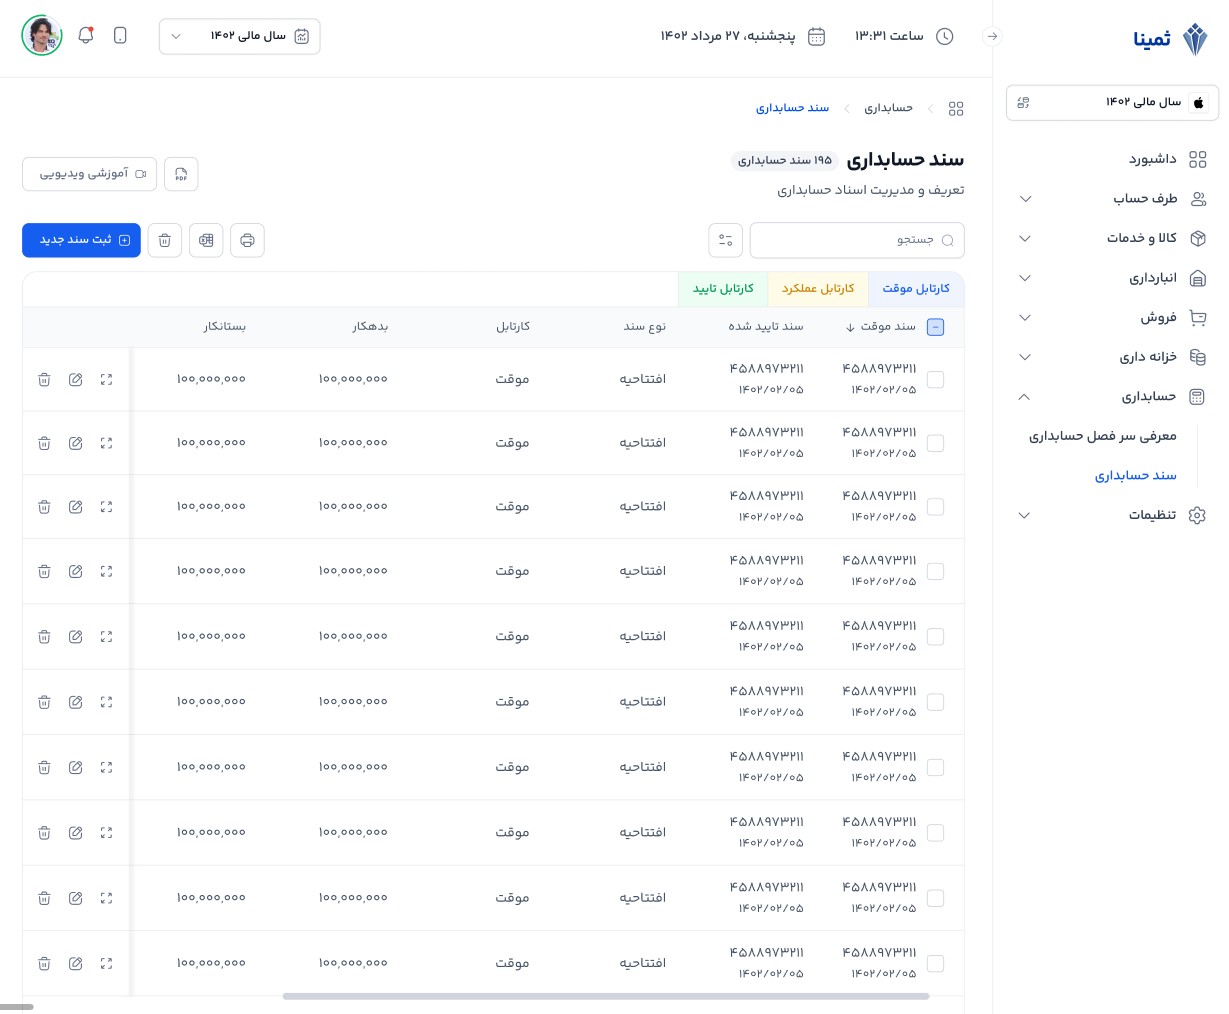 ثمینا
ساعت ۱۳:۳۱
پنجشنبه، ۲۷ مرداد ۱۴۰۲
سال مالی ۱۴۰۲
سال مالی ۱۴۰۲
داشبورد
طرف حساب
کالا و خدمات
انبارداری
فروش
خزانه داری
حسابداری
معرفی سر فصل حسابداری
سند حسابداری
تنظیمات
حسابداری
سند حسابداری
سند حسابداری
۱۹۵ سند حسابداری
تعریف و مدیریت اسناد حسابداری
PDF
آموزشی ویدیویی
جستجو
ثبت سند جدید
کارتابل موقت
کارتابل عملکرد
کارتابل تایید
سند موقت
سند تایید شده
نوع سند
کارتابل
بدهکار
بستانکار
۴۵۸۸۹۷۳۲۱۱ ۴۵۸۸۹۷۳۲۱۱ افتتاحیه موقت ۱۰۰,۰۰۰,۰۰۰ ۱۰۰,۰۰۰,۰۰۰
۱۴۰۲/۰۲/۰۵ ۱۴۰۲/۰۲/۰۵
۴۵۸۸۹۷۳۲۱۱ ۴۵۸۸۹۷۳۲۱۱ افتتاحیه موقت ۱۰۰,۰۰۰,۰۰۰ ۱۰۰,۰۰۰,۰۰۰
۱۴۰۲/۰۲/۰۵ ۱۴۰۲/۰۲/۰۵
۴۵۸۸۹۷۳۲۱۱ ۴۵۸۸۹۷۳۲۱۱ افتتاحیه موقت ۱۰۰,۰۰۰,۰۰۰ ۱۰۰,۰۰۰,۰۰۰
۱۴۰۲/۰۲/۰۵ ۱۴۰۲/۰۲/۰۵
۴۵۸۸۹۷۳۲۱۱ ۴۵۸۸۹۷۳۲۱۱ افتتاحیه موقت ۱۰۰,۰۰۰,۰۰۰ ۱۰۰,۰۰۰,۰۰۰
۱۴۰۲/۰۲/۰۵ ۱۴۰۲/۰۲/۰۵
۴۵۸۸۹۷۳۲۱۱ ۴۵۸۸۹۷۳۲۱۱ افتتاحیه موقت ۱۰۰,۰۰۰,۰۰۰ ۱۰۰,۰۰۰,۰۰۰
۱۴۰۲/۰۲/۰۵ ۱۴۰۲/۰۲/۰۵
۴۵۸۸۹۷۳۲۱۱ ۴۵۸۸۹۷۳۲۱۱ افتتاحیه موقت ۱۰۰,۰۰۰,۰۰۰ ۱۰۰,۰۰۰,۰۰۰
۱۴۰۲/۰۲/۰۵ ۱۴۰۲/۰۲/۰۵
۴۵۸۸۹۷۳۲۱۱ ۴۵۸۸۹۷۳۲۱۱ افتتاحیه موقت ۱۰۰,۰۰۰,۰۰۰ ۱۰۰,۰۰۰,۰۰۰
۱۴۰۲/۰۲/۰۵ ۱۴۰۲/۰۲/۰۵
۴۵۸۸۹۷۳۲۱۱ ۴۵۸۸۹۷۳۲۱۱ افتتاحیه موقت ۱۰۰,۰۰۰,۰۰۰ ۱۰۰,۰۰۰,۰۰۰
۱۴۰۲/۰۲/۰۵ ۱۴۰۲/۰۲/۰۵
۴۵۸۸۹۷۳۲۱۱ ۴۵۸۸۹۷۳۲۱۱ افتتاحیه موقت ۱۰۰,۰۰۰,۰۰۰ ۱۰۰,۰۰۰,۰۰۰
۱۴۰۲/۰۲/۰۵ ۱۴۰۲/۰۲/۰۵
۴۵۸۸۹۷۳۲۱۱ ۴۵۸۸۹۷۳۲۱۱ افتتاحیه موقت ۱۰۰,۰۰۰,۰۰۰ ۱۰۰,۰۰۰,۰۰۰
۱۴۰۲/۰۲/۰۵ ۱۴۰۲/۰۲/۰۵